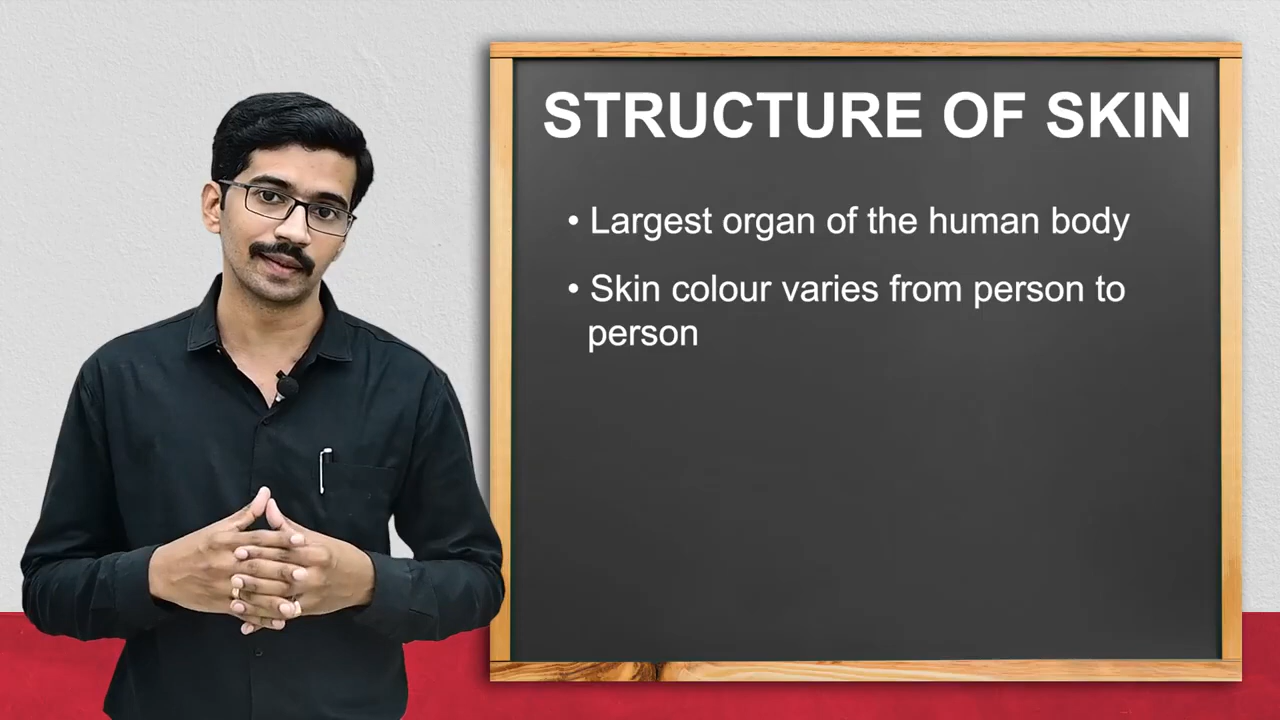 STRUCTURE OF SKIN
• Largest organ of the human body
• Skin colour varies from person to
person